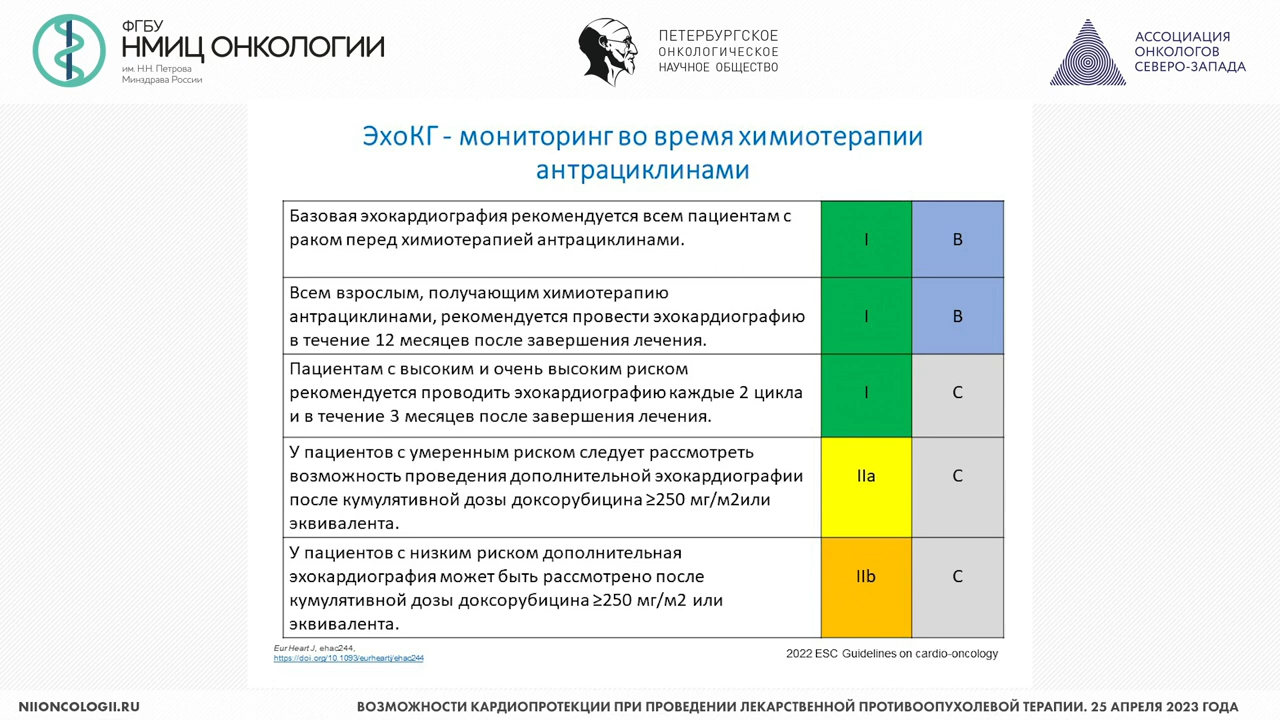 ФГБУ
НМИЦ ОНКОЛОГИИ
им. Н.Н. Петрова
Минздрава России
ПЕТЕРБУРГСКОЕ
ОНКОЛОГИЧЕСКОЕ
НАУЧНОЕ ОБЩЕСТВО
АССОЦИАЦИЯ
ОНКОЛОГОВ
СЕВЕРО-ЗАПАДА
ЭхоКГ - мониторинг во время химиотерапии
антрациклинами
Базовая эхокардиография рекомендуется всем пациентам с
раком перед химиотерапией антрациклинами.
I
B
Всем взрослым, получающим химиотерапию
антрациклинами, рекомендуется провести эхокардиографию
в течение 12 месяцев после завершения лечения.
I
B
Пациентам с высоким и очень высоким риском
рекомендуется проводить эхокардиографию каждые 2 цикла
и в течение 3 месяцев после завершения лечения.
I
C
У пациентов с умеренным риском следует рассмотреть
возможность проведения дополнительной эхокардиографии
после кумулятивной дозы доксорубицина ≥250 мг/м2или
эквивалента.
IIa
C
У пациентов с низким риском дополнительная
эхокардиография может быть рассмотрено после
кумулятивной дозы доксорубицина ≥250 мг/м2 или
эквивалента.
IIb
C
Eur Heart J, ehac244,
https://doi.org/10.1093/eurheartj/ehac244
2022 ESC Guidelines on cardio-oncology
NIIONCOLOGII.RU
ВОЗМОЖНОСТИ КАРДИОПРОТЕКЦИИ ПРИ ПРОВЕДЕНИИ ЛЕКАРСТВЕННОЙ ПРОТИВООПУХОЛЕВОЙ ТЕРАПИИ. 25 АПРЕЛЯ 2023 ГОДА